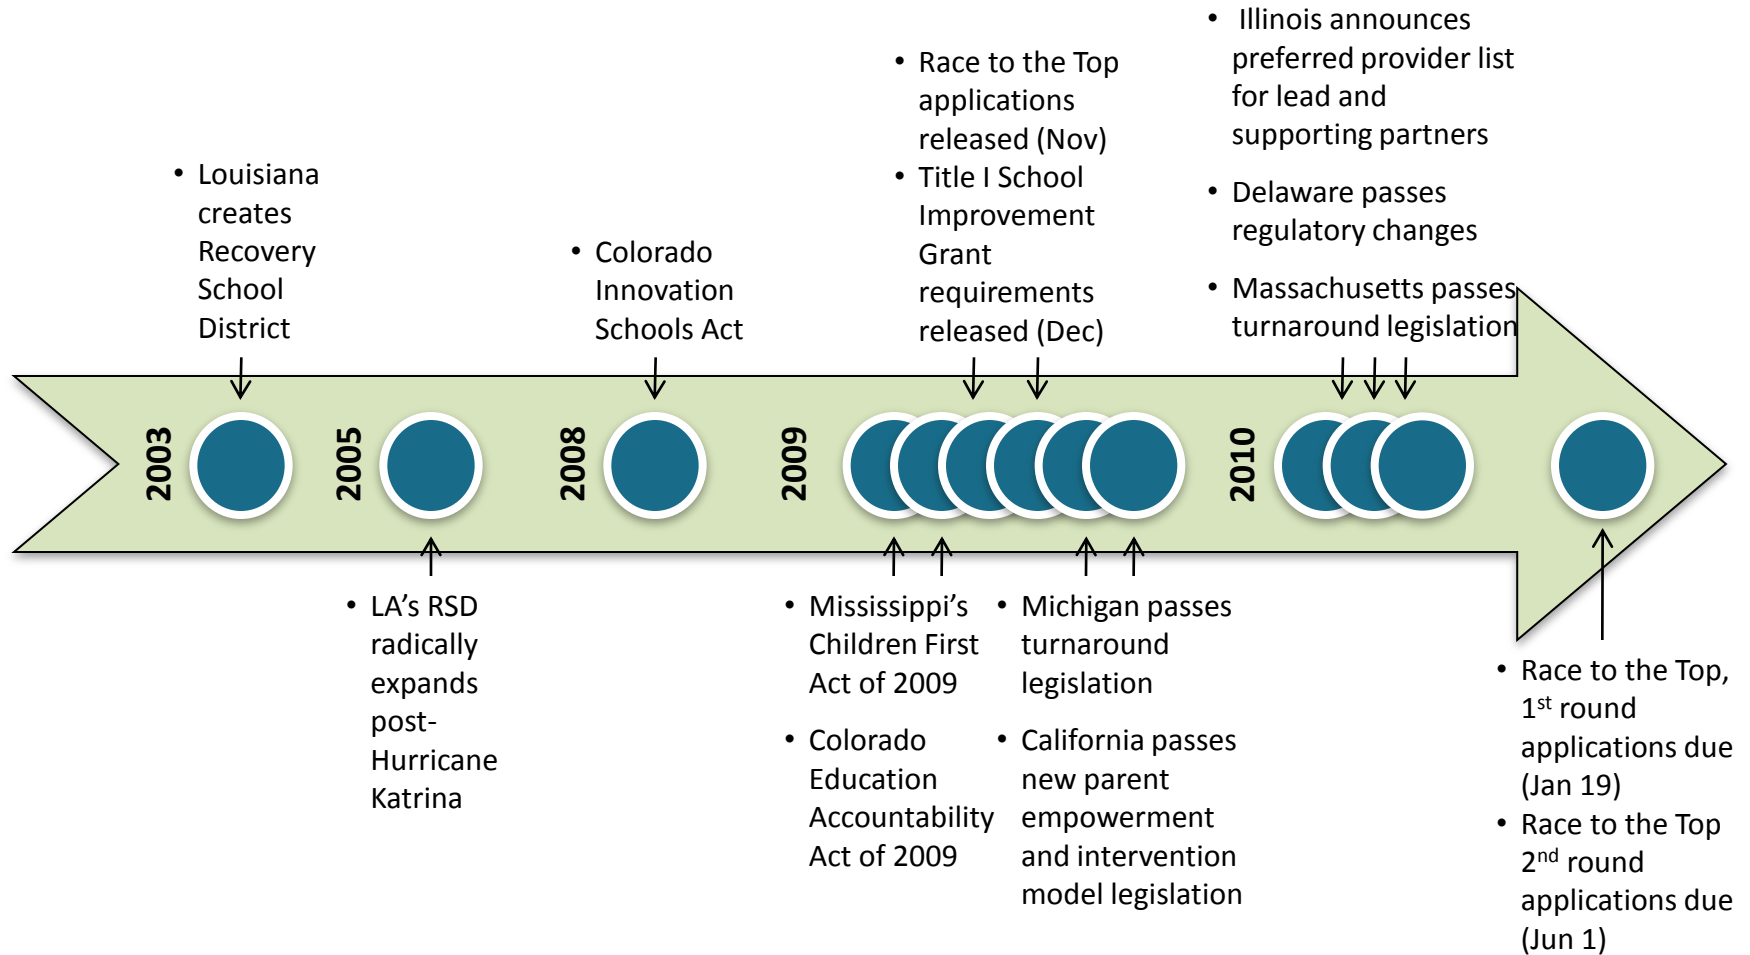 • Louisiana
creates
Recovery
School
District
• Colorado
Innovation
Schools Act
• Race to the Top
applications
released (Nov)
• Title I School
Improvement
Grant
requirements
released (Dec)
• Illinois announces
preferred provider list
for lead and
supporting partners
• Delaware passes
regulatory changes
• Massachusetts passes
turnaround legislation
2003
2005
2008
2009
2010
• LA’s RSD
radically
expands
post-
Hurricane
Katrina
• Mississippi’s
Children First
Act of 2009
• Colorado
Education
Accountability
Act of 2009
• Michigan passes
turnaround
legislation
• California passes
new parent
empowerment
and intervention
model legislation
• Race to the Top,
1st round
applications due
(Jan 19)
• Race to the Top
2nd round
applications due
(Jun 1)